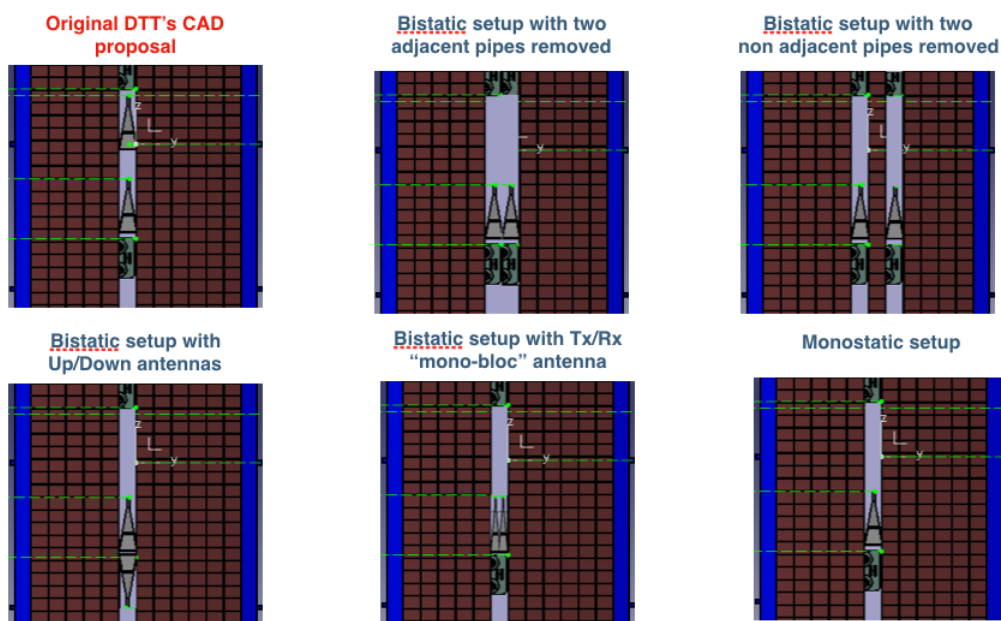 Original DTT's CAD
proposal
Bistatic setup with two
adjacent pipes removed
Bistatic setup with two
non adjacent pipes removed
z
y
y
z
y
Bistatic setup with
Up/Down antennas
Bistatic setup with Tx/Rx
“mono-bloc” antenna
Monostatic setup
z
y
z
y
z
y